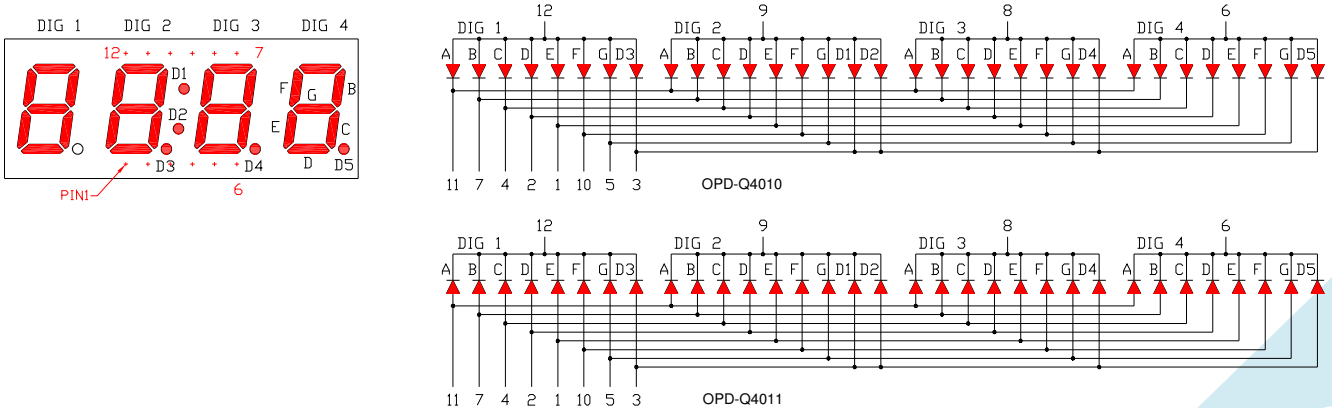 DIG 1 DIG 2 DIG 3 DIG 4
12 7
D1
F G B
D2
E C
D3 D4 D D5
PIN1 6
12 9 8 6
DIG 1 DIG 2 DIG 3 DIG 4
A B C D E F G D3 A B C D E F G D1 D2 A B C D E F G D4 A B C D E F G D5
11 7 4 2 1 10 5 3 OPD-Q4010
12 9 8 6
DIG 1 DIG 2 DIG 3 DIG 4
A B C D E F G D3 A B C D E F G D1 D2 A B C D E F G D4 A B C D E F G D5
11 7 4 2 1 10 5 3 OPD-Q4011